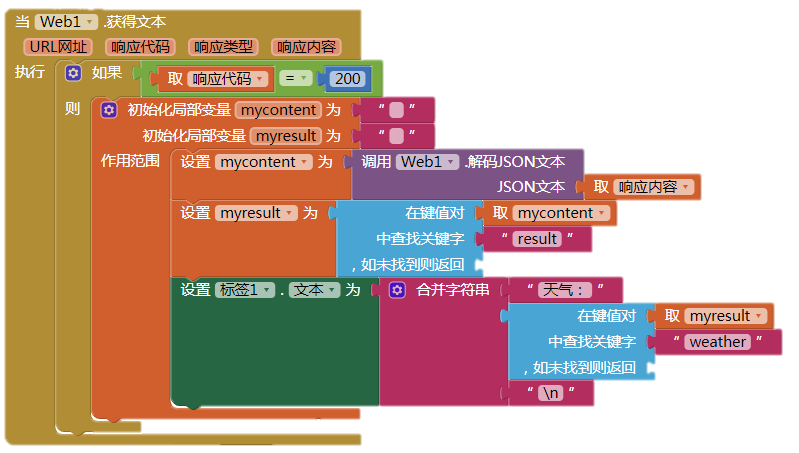 当 Web1 .获得文本
URL网址 响应代码 响应类型 响应内容
执行 如果 取 响应代码 = 200
则 初始化局部变量 mycontent 为 " "
初始化局部变量 myresult 为 " "
作用范围 设置 mycontent 为 调用 Web1 .解码JSON文本
JSON文本 取 响应内容
设置 myresult 为 在键值对 取 mycontent
中查找关键字 " result "
，如未找到则返回
设置 标签1 . 文本 为 合并字符串 " 天气： "
在键值对 取 myresult
中查找关键字 " weather "
，如未找到则返回
" \n "